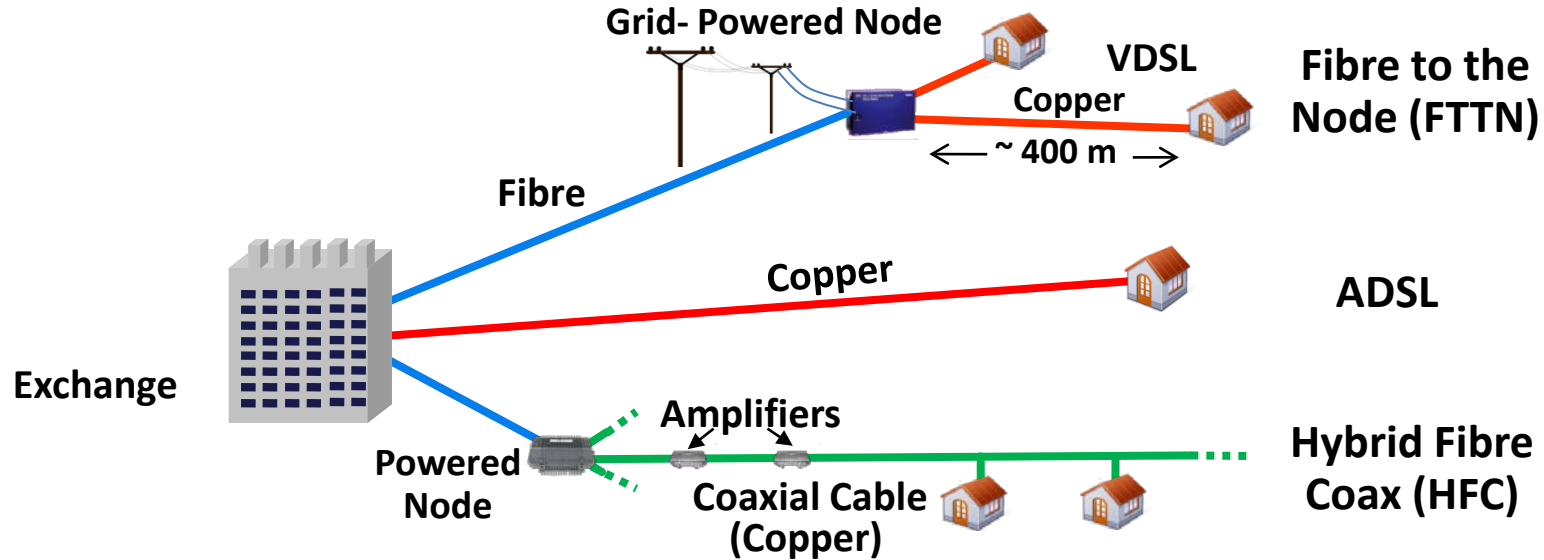 Grid- Powered Node
VDSL
Copper
~ 400 m
Fibre to the
Node (FTTN)
Fibre
Copper
ADSL
Exchange
Powered
Node
Amplifiers
Coaxial Cable
(Copper)
Hybrid Fibre
Coax (HFC)